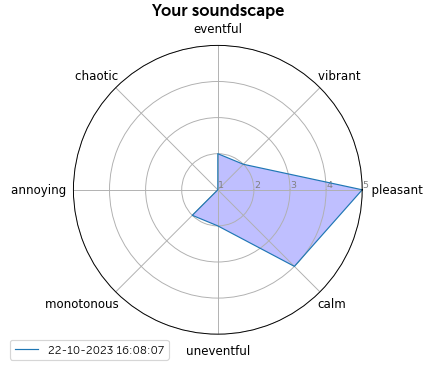 Your soundscape
eventful
chaotic
vibrant
annoying
1 2 3 4 5
pleasant
monotonous
calm
22-10-2023 16:08:07
uneventful